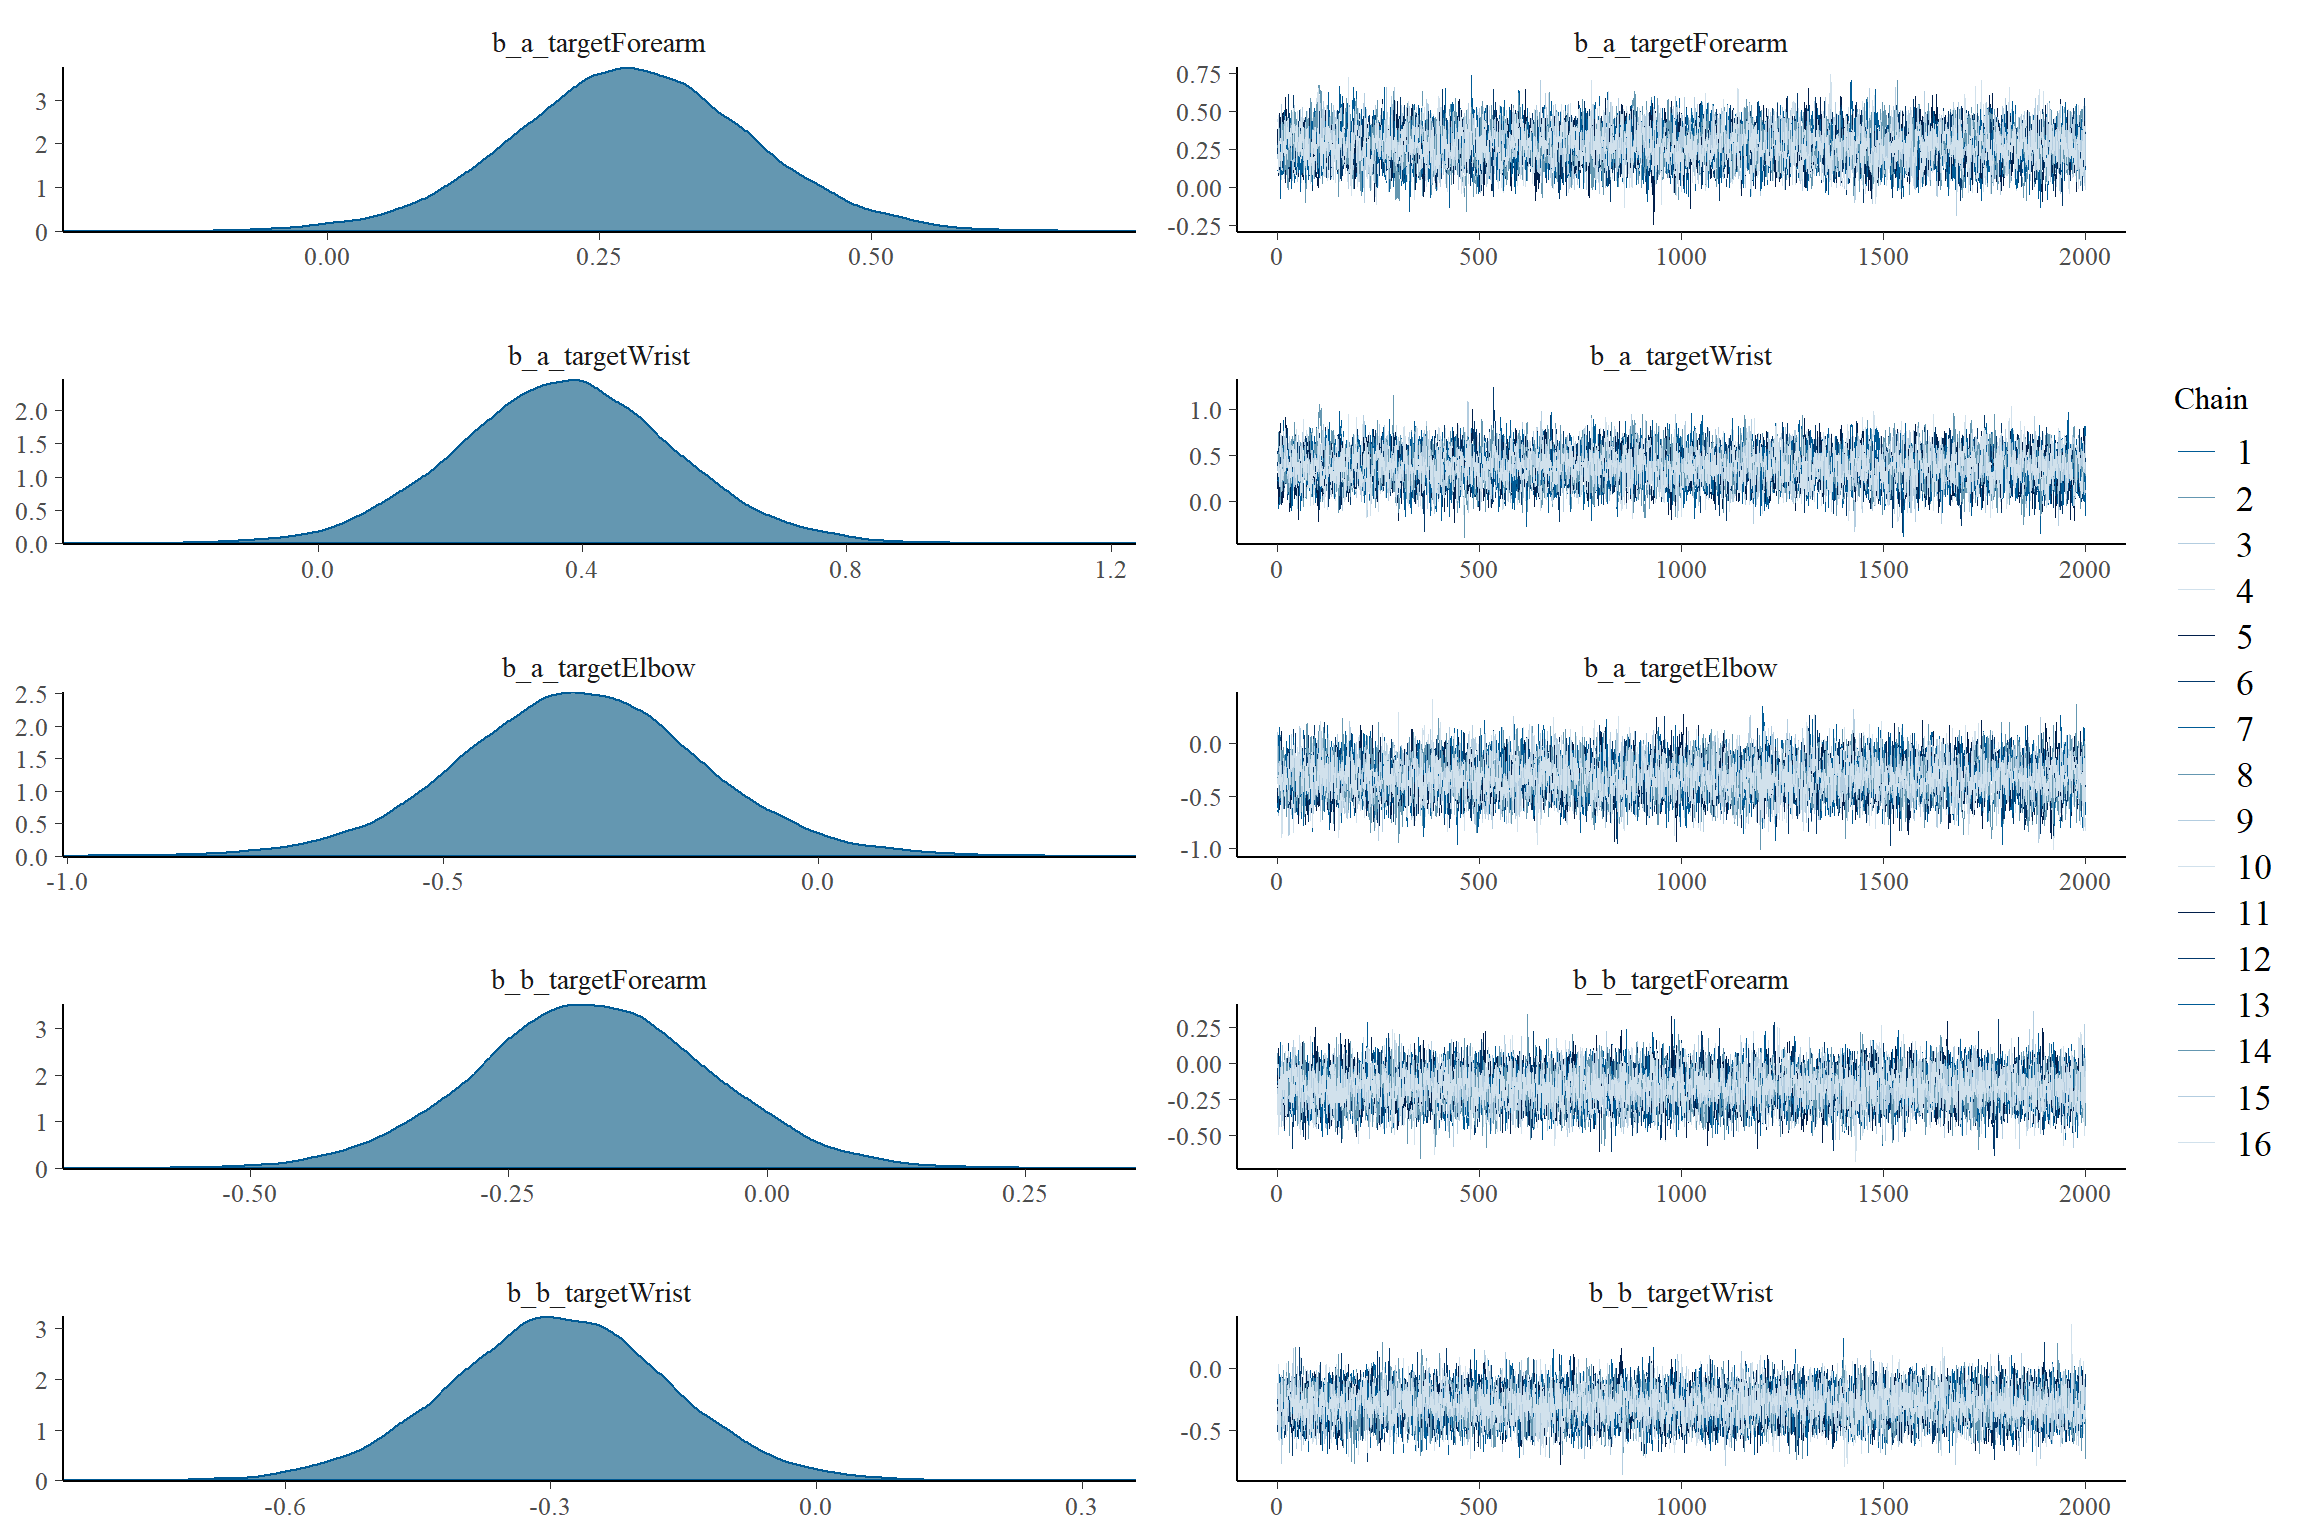 b_a_targetForearm
3
2
1
0
0.00 0.25 0.50
b_a_targetForearm
0.75
0.50
0.25
0.00
-0.25
0 500 1000 1500 2000
b_a_targetWrist
2.0
1.5
1.0
0.5
0.0
0.0 0.4 0.8 1.2
b_a_targetWrist
1.0
0.5
0.0
0 500 1000 1500 2000
b_a_targetElbow
2.5
2.0
1.5
1.0
0.5
0.0
-1.0 -0.5 0.0
b_a_targetElbow
0.0
-0.5
-1.0
0 500 1000 1500 2000
b_b_targetForearm
3
2
1
0
-0.50 -0.25 0.00 0.25
b_b_targetForearm
0.25
0.00
-0.25
-0.50
0 500 1000 1500 2000
b_b_targetWrist
3
2
1
0
-0.6 -0.3 0.0 0.3
b_b_targetWrist
0.0
-0.5
0 500 1000 1500 2000
Chain
1
2
3
4
5
6
7
8
9
10
11
12
13
14
15
16